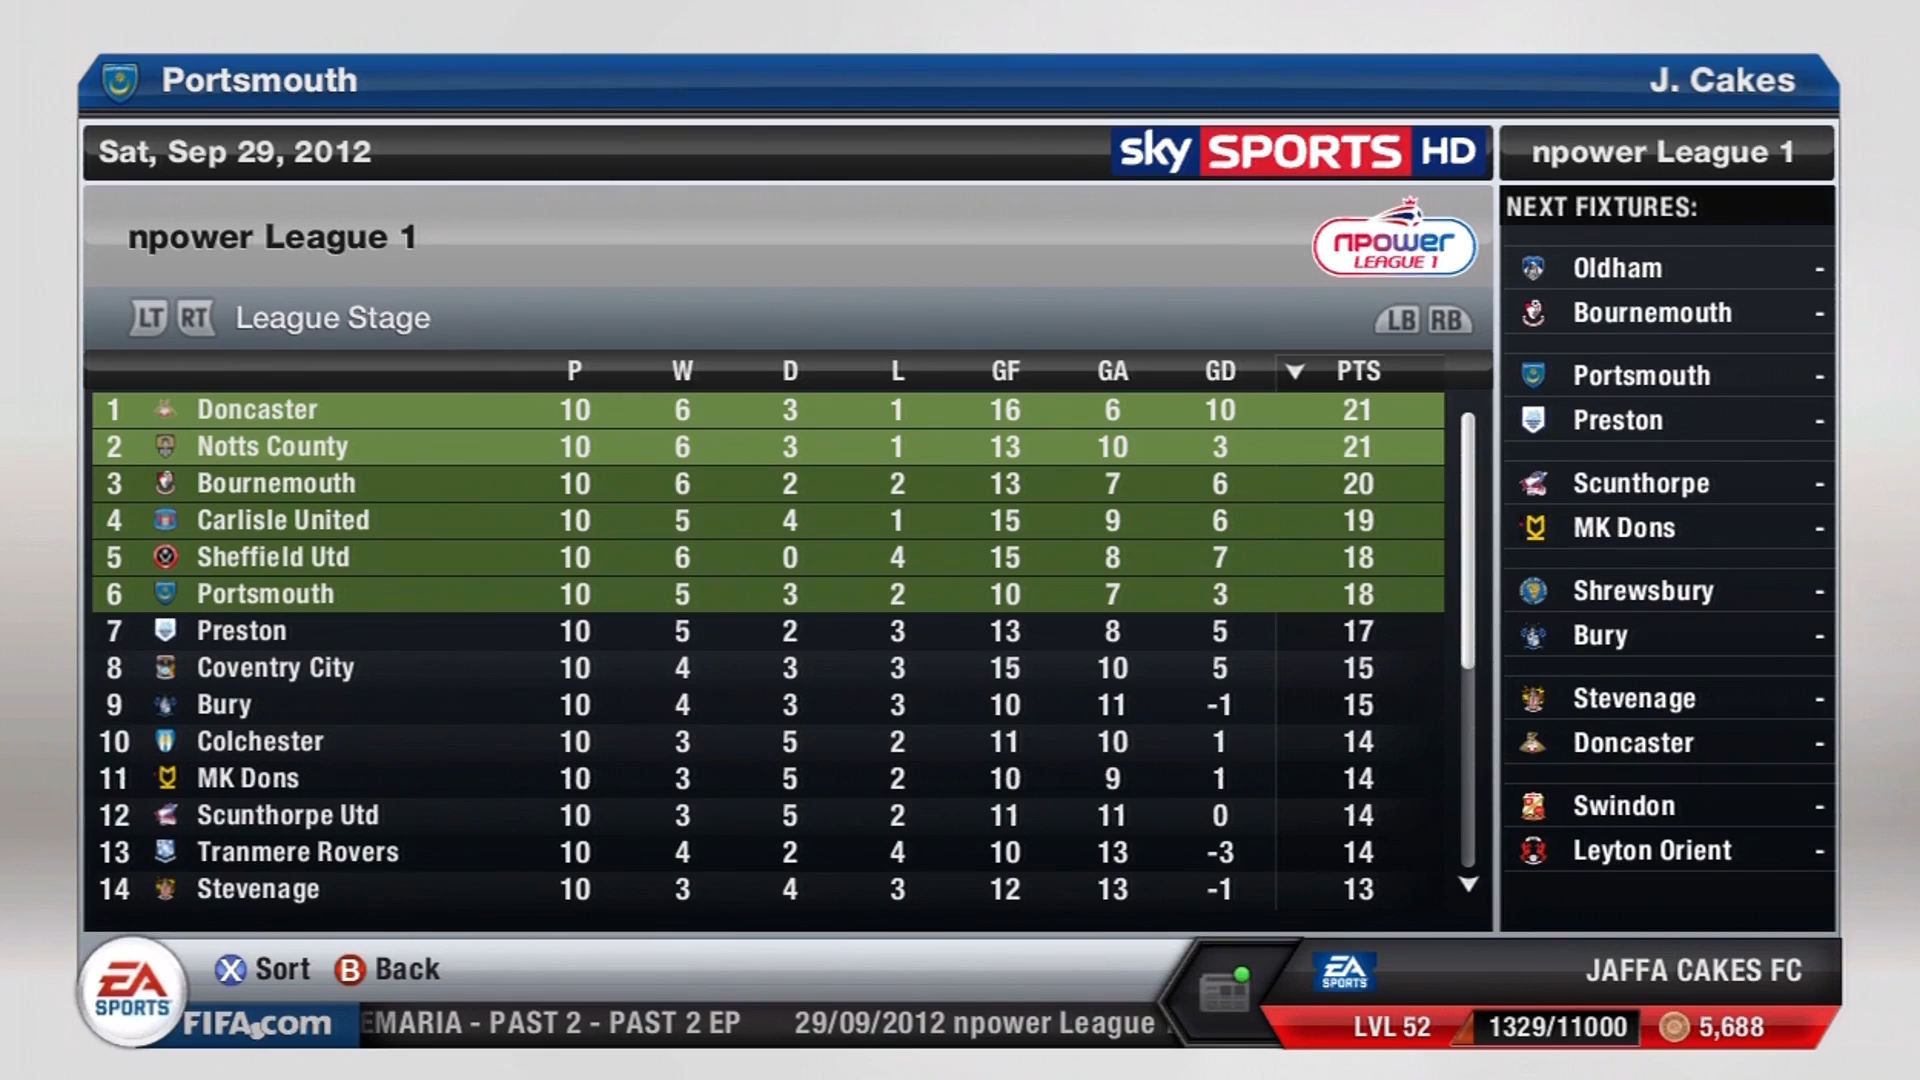 Portsmouth J. Cakes
Sat, Sep 29, 2012 sky SPORTS HD
npower League 1
npower LEAGUE 1
LT RT League Stage LB RB
P W D L GF GA GD PTS
1 Doncaster 10 6 3 1 16 6 10 21
2 Notts County 10 6 3 1 13 10 3 21
3 Bournemouth 10 6 2 2 13 7 6 20
4 Carlisle United 10 5 4 1 15 9 6 19
5 Sheffield Utd 10 6 0 4 15 8 7 18
6 Portsmouth 10 5 3 2 10 7 3 18
7 Preston 10 5 2 3 13 8 5 17
8 Coventry City 10 4 3 3 15 10 5 15
9 Bury 10 4 3 3 10 11 -1 15
10 Colchester 10 3 5 2 11 10 1 14
11 MK Dons 10 3 5 2 10 9 1 14
12 Scunthorpe Utd 10 3 5 2 11 11 0 14
13 Tranmere Rovers 10 4 2 4 10 13 -3 14
14 Stevenage 10 3 4 3 12 13 -1 13
npower League 1
NEXT FIXTURES:
Oldham -
Bournemouth -
Portsmouth -
Preston -
Scunthorpe -
MK Dons -
Shrewsbury -
Bury -
Stevenage -
Doncaster -
Swindon -
Leyton Orient -
X Sort B Back
EA SPORTS
FIFA.com EMARIA - PAST 2 - PAST 2 EP 29/09/2012 npower League
EA SPORTS JAFFA CAKES FC
LVL 52 1329/11000 5,688